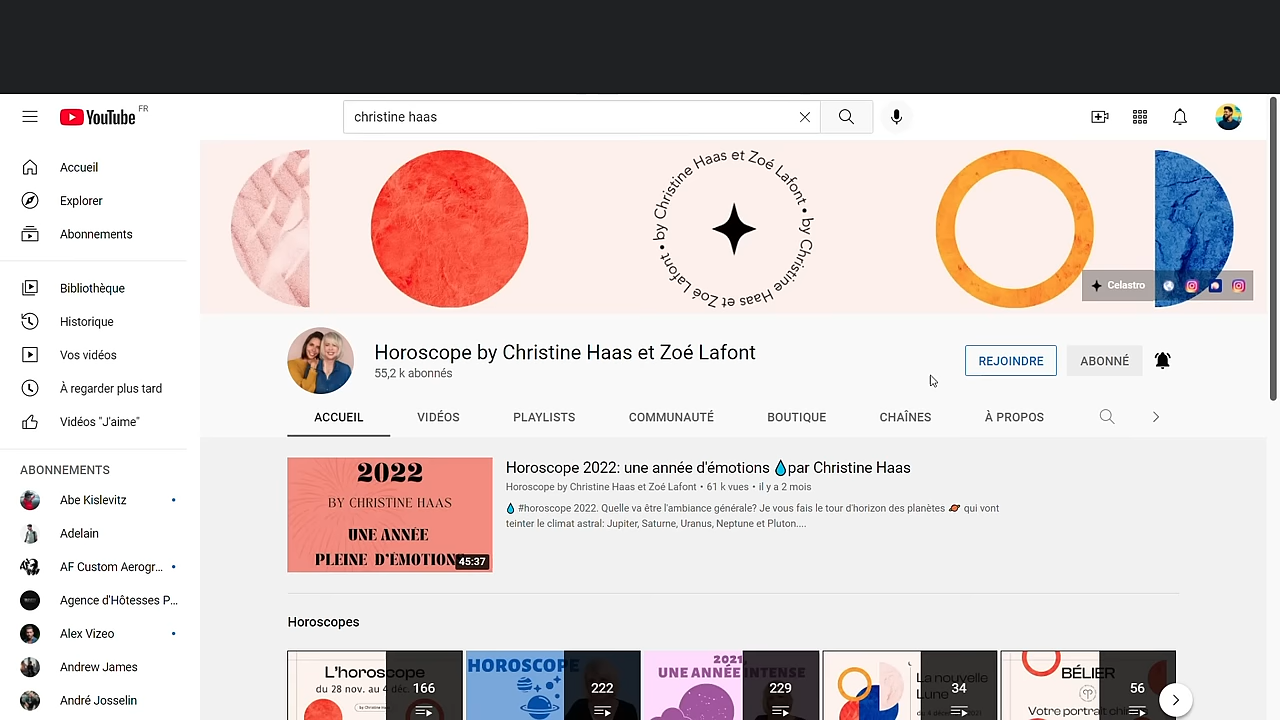 YouTube FR
christine haas
Accueil
Explorer
Abonnements
Bibliothèque
Historique
Vos vidéos
À regarder plus tard
Vidéos "J'aime"
ABONNEMENTS
Abe Kislevitz
Adelain
AF Custom Aerogr...
Agence d'Hôtesses P...
Alex Vizeo
Andrew James
André Josselin
by Christine Haas et Zoé Lafont • by Christine Haas et Zoé Lafont •
Celastro
Horoscope by Christine Haas et Zoé Lafont
55,2 k abonnés
REJOINDRE
ABONNÉ
ACCUEIL
VIDÉOS
PLAYLISTS
COMMUNAUTÉ
BOUTIQUE
CHAÎNES
À PROPOS
2022
BY CHRISTINE HAAS
UNE ANNÉE
PLEINE D'ÉMOTION
45:37
Horoscope 2022: une année d'émotions 💧par Christine Haas
Horoscope by Christine Haas et Zoé Lafont • 61 k vues • il y a 2 mois
💧 #horoscope 2022. Quelle va être l'ambiance générale? Je vous fais le tour d'horizon des planètes 🪐 qui vont
teinter le climat astral: Jupiter, Saturne, Uranus, Neptune et Pluton....
Horoscopes
L'horoscope
du 28 nov. au 4 déc.
166
HOROSCOPE
222
2021,
UNE ANNÉE INTENSE
229
La nouvelle
Lune
34
BÉLIER
Votre portrait
56